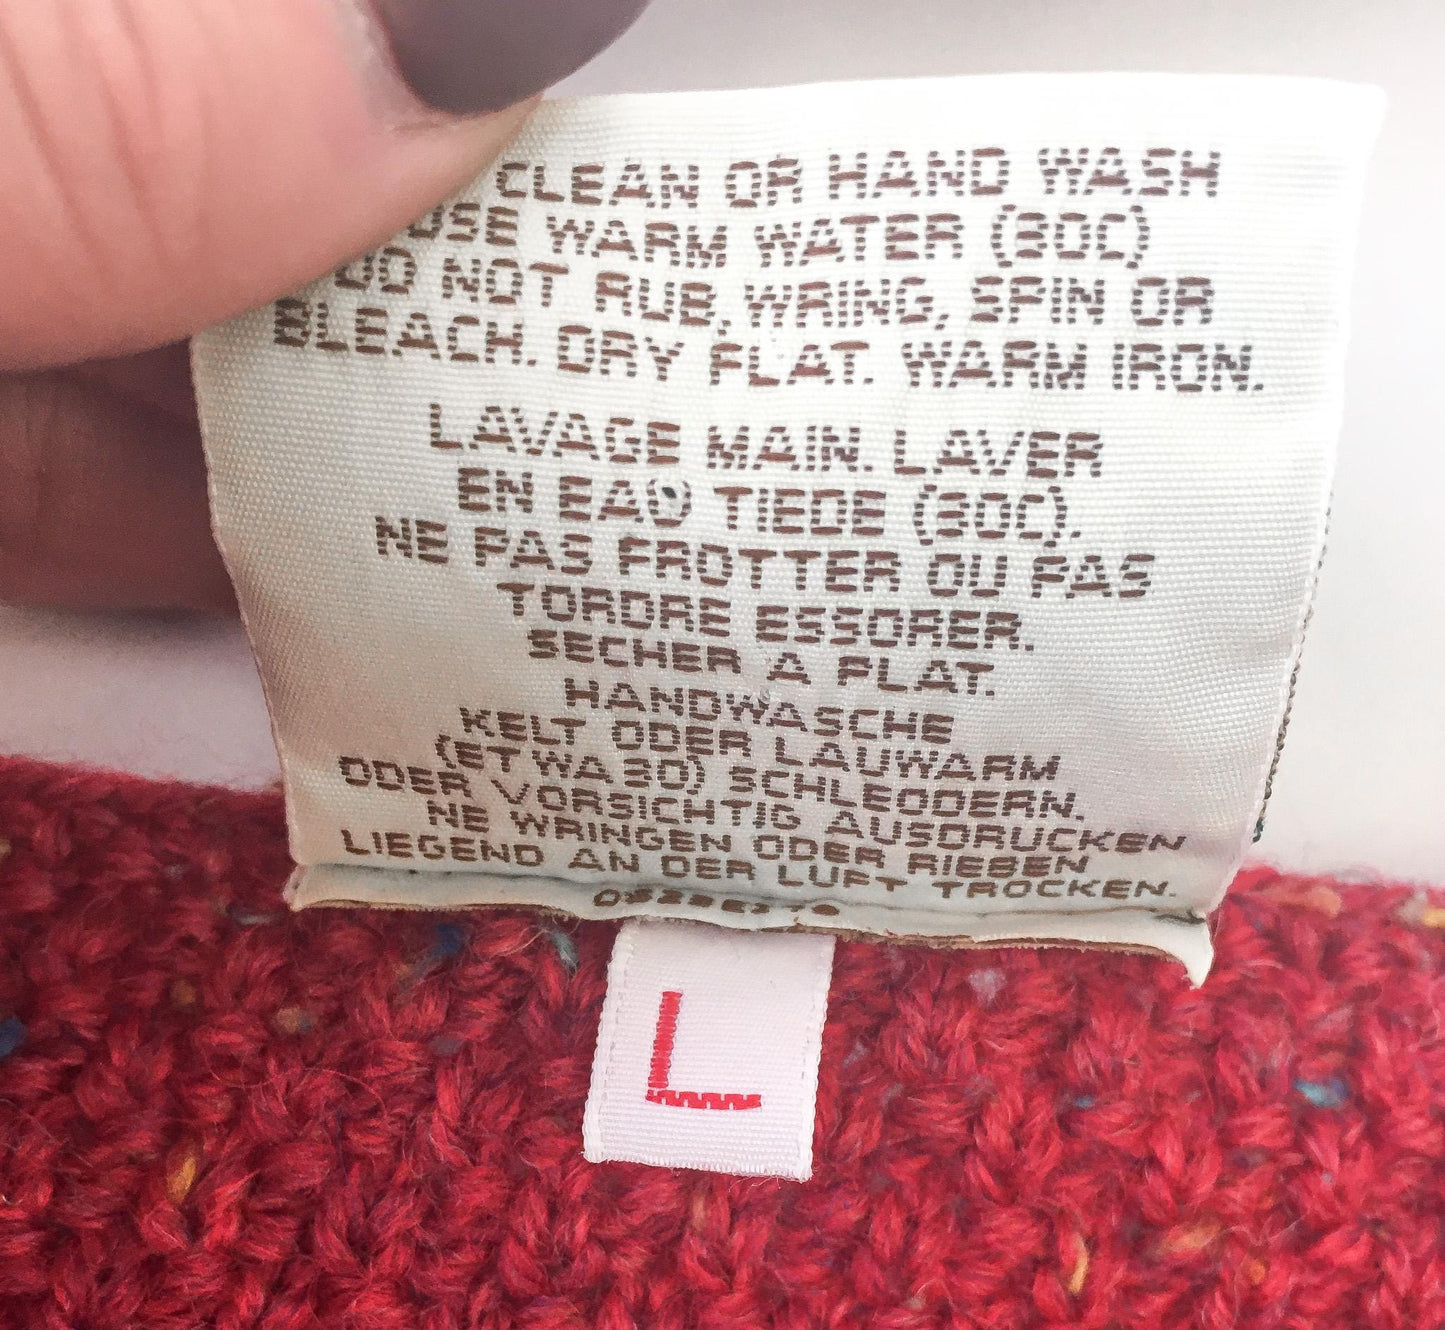 CLEAN OR HAND WASH
USE WARM WATER (30C)
DO NOT RUB, WRING, SPIN OR
BLEACH. DRY FLAT. WARM IRON.
LAVAGE MAIN. LAVER
EN EAU TIEDE (30C).
NE PAS FROTTER OU PAS
TORDRE ESSORER.
SECHER A PLAT.
HANDWASCHE
KELT ODER LAUWARM
(ETWA 30) SCHLEODERN.
ODER VORSICHTIG AUSDRUCKEN
NE WRINGEN ODER RIEBEN
LIEGEND AN DER LUFT TROCKEN.
L